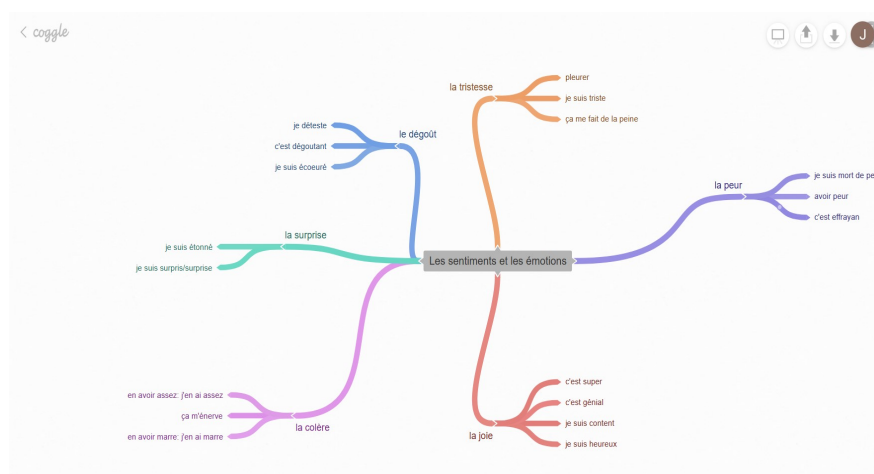 coggle
J
la tristesse
pleurer
je suis triste
ça me fait de la peine
le dégoût
je déteste
c'est dégoutant
je suis écoeuré
la peur
je suis mort de pe
avoir peur
c'est effrayan
la surprise
je suis étonné
je suis surpris/surprise
Les sentiments et les émotions
la colère
en avoir assez: j'en ai assez
ça m'énerve
en avoir marre: j'en ai marre
la joie
c'est super
c'est génial
je suis content
je suis heureux